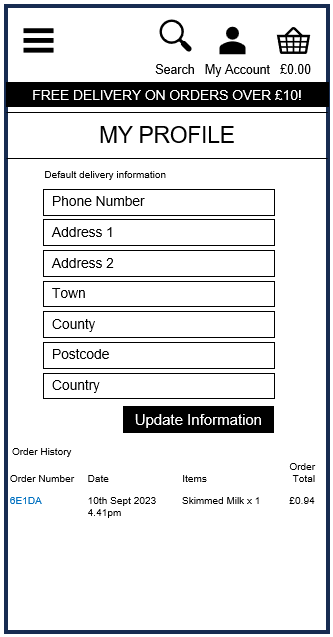 Search My Account £0.00
FREE DELIVERY ON ORDERS OVER £10!
MY PROFILE
Default delivery information
Phone Number
Address 1
Address 2
Town
County
Postcode
Country
Update Information
Order History
Order Number Date Items Order Total
6E1DA 10th Sept 2023 Skimmed Milk x 1 £0.94
4.41pm